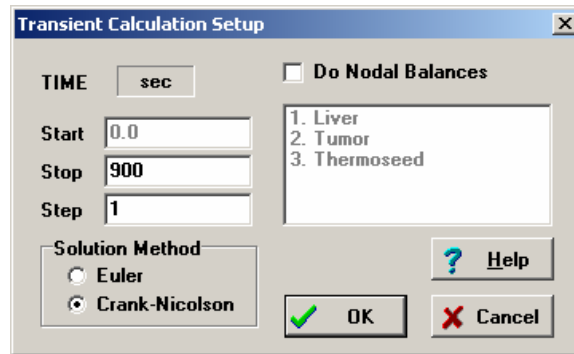 Transient Calculation Setup
TIME sec
Do Nodal Balances
Start 0.0
Stop 900
Step 1
1. Liver
2. Tumor
3. Thermoseed
Solution Method
Euler
Crank-Nicolson
? Help
OK
Cancel